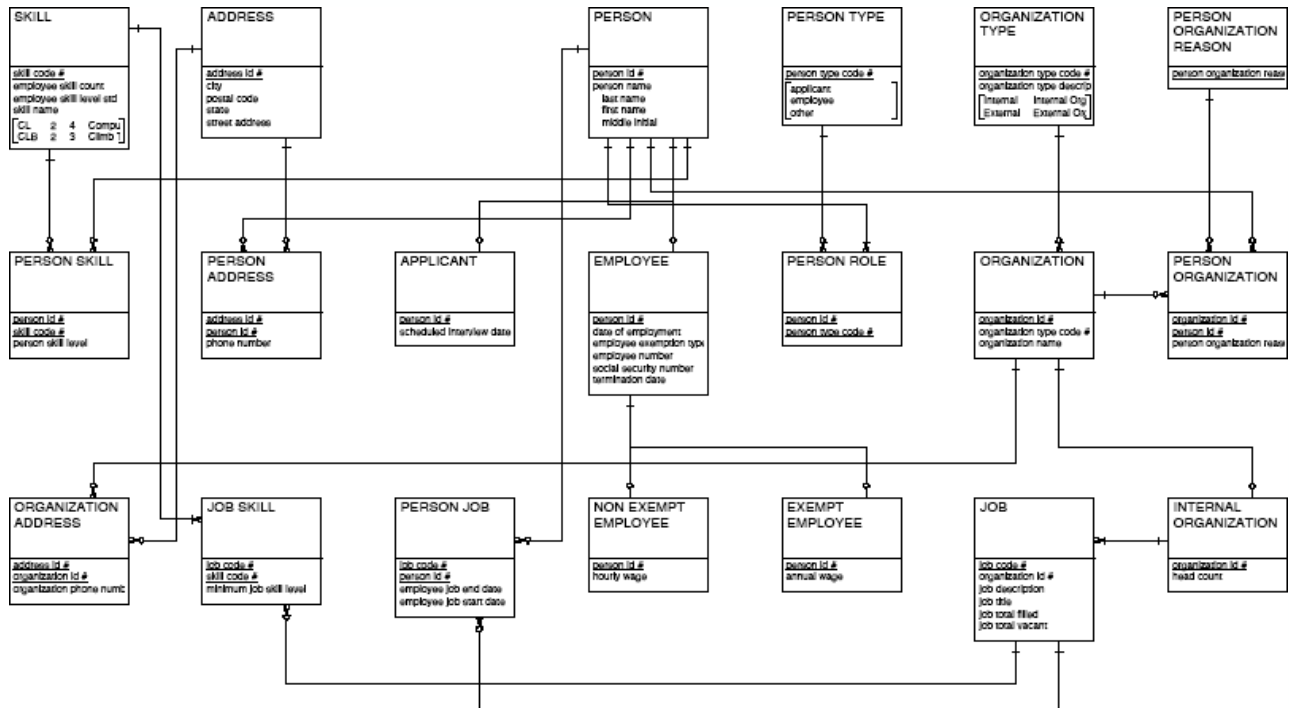 SKILL
skill code #
employee skill count
employee skill level std
skill name
CL 2 4 Compu
CLB 2 3 Climb
ADDRESS
address id #
city
postal code
state
street address
PERSON
person id #
person name
last name
first name
middle initial
PERSON TYPE
person type code #
applicant
employee
other
ORGANIZATION
TYPE
organization type code #
organization type descrip
Internal Internal Org
External External Org
PERSON
ORGANIZATION
REASON
person organization reas
PERSON SKILL
person id #
skill code #
person skill level
PERSON
ADDRESS
address id #
person id #
phone number
APPLICANT
person id #
scheduled interview date
EMPLOYEE
person id #
date of employment
employee exemption type
employee number
social security number
termination date
PERSON ROLE
person id #
person type code #
ORGANIZATION
organization id #
organization type code #
organization name
PERSON
ORGANIZATION
organization id #
person id #
person organization reas
ORGANIZATION
ADDRESS
address id #
organization id #
organization phone numb
JOB SKILL
job code #
skill code #
minimum job skill level
PERSON JOB
job code #
person id #
employee job end date
employee job start date
NON EXEMPT
EMPLOYEE
person id #
hourly wage
EXEMPT
EMPLOYEE
person id #
annual wage
JOB
job code #
organization id #
job description
job title
job total filled
job total vacant
INTERNAL
ORGANIZATION
organization id #
head count